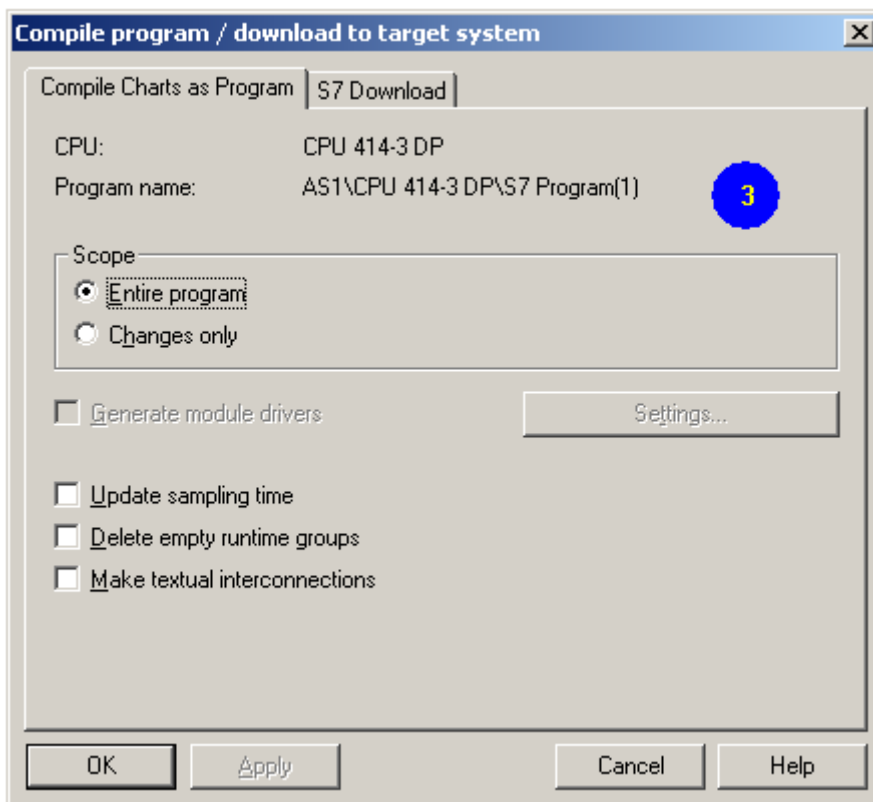 Compile program / download to target system
Compile Charts as Program
S7 Download
CPU: CPU 414-3 DP
Program name: AS1\CPU 414-3 DP\S7 Program(1)
3
Scope
Entire program
Changes only
Generate module drivers Settings...
Update sampling time
Delete empty runtime groups
Make textual interconnections
OK Apply Cancel Help